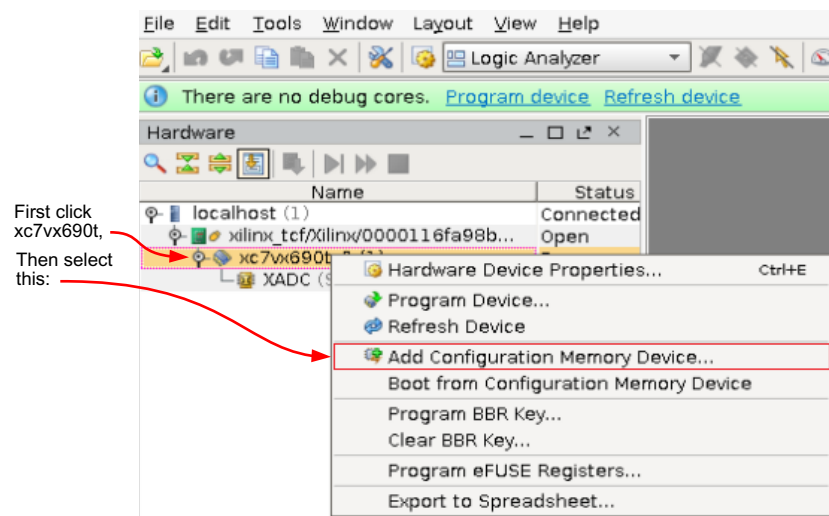 File Edit Tools Window Layout View Help
Logic Analyzer
There are no debug cores. Program device Refresh device
Hardware
Name Status
localhost (1) Connected
xilinx_tcf/Xilinx/0000116fa98b... Open
First click
xc7vx690t,
Then select
this:
xc7vx690t (1)
XADC
Hardware Device Properties... Ctrl+E
Program Device...
Refresh Device
Add Configuration Memory Device...
Boot from Configuration Memory Device
Program BBR Key...
Clear BBR Key...
Program eFUSE Registers...
Export to Spreadsheet...